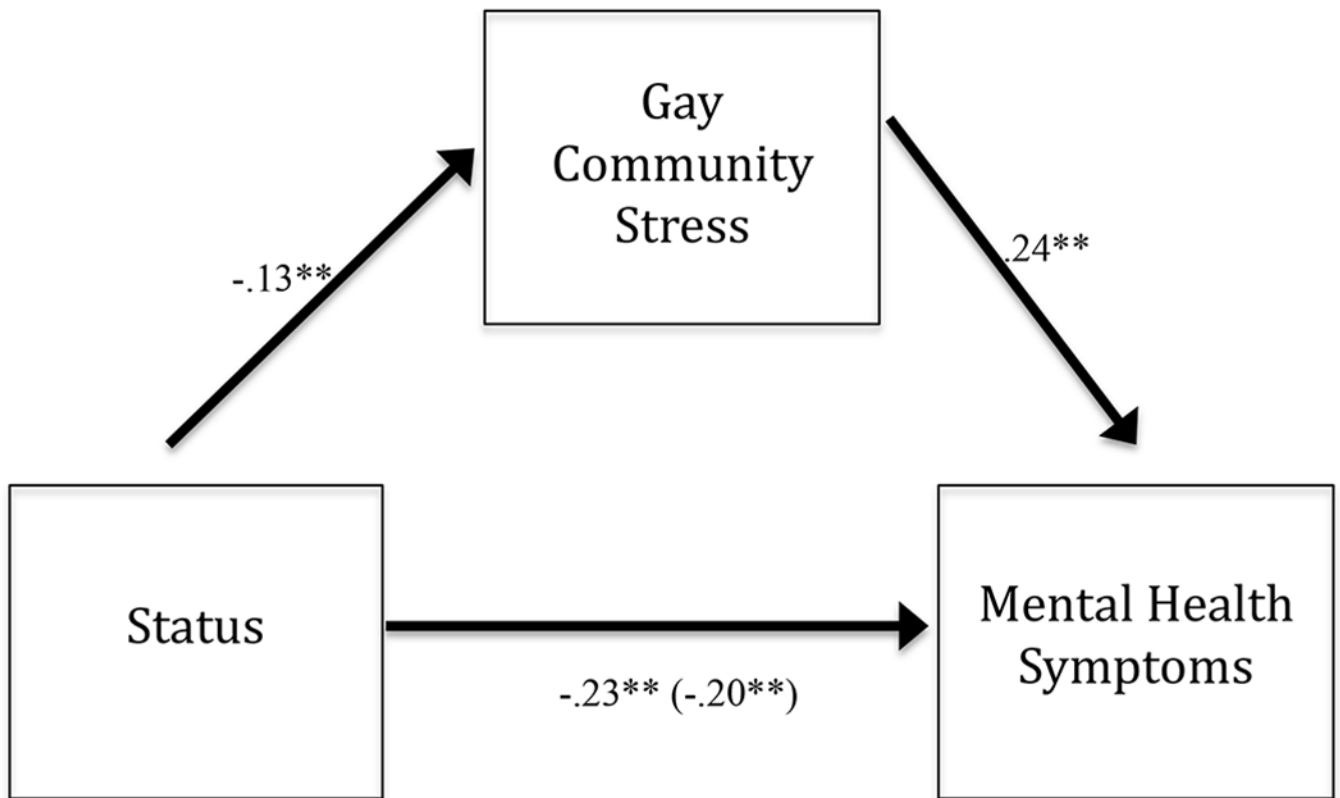 Gay
Community
Stress
-.13**
.24**
Status
Mental Health
Symptoms
-.23** (-.20**)